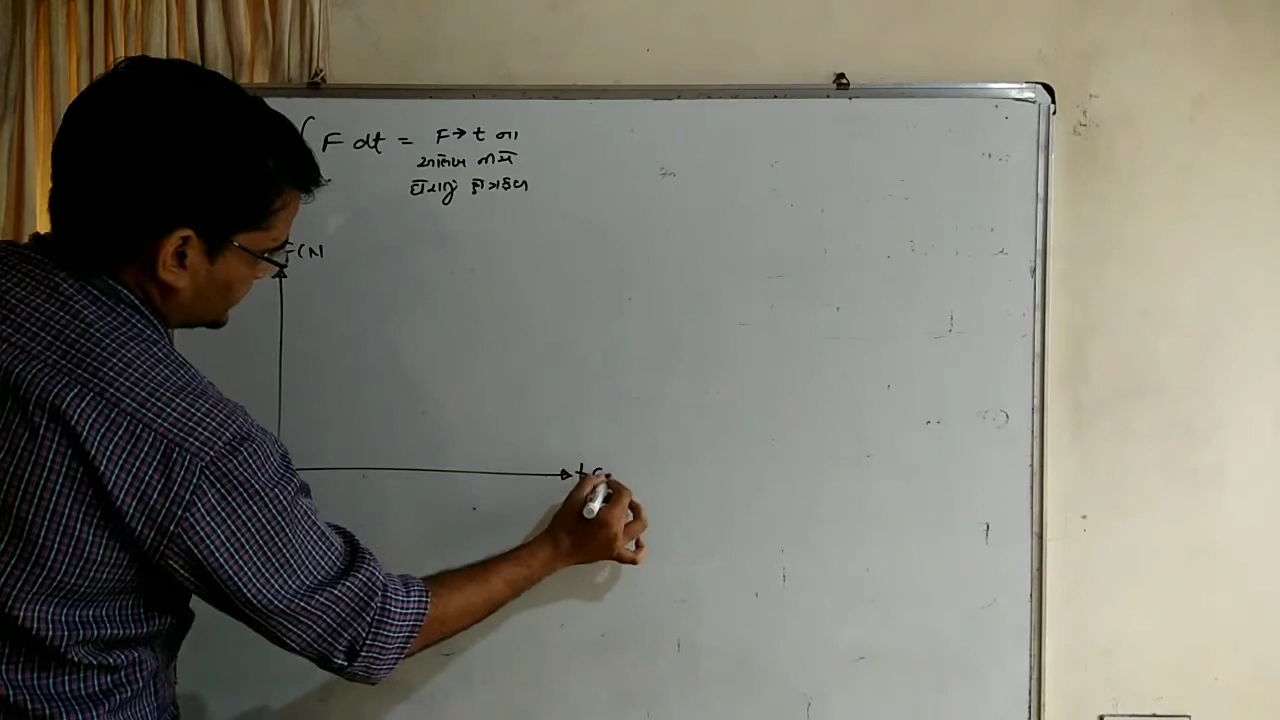 ∫ F dt = F → t ના
આલેખ નીચે
ઘેરાતું ક્ષેત્રફળ
F(N
t(